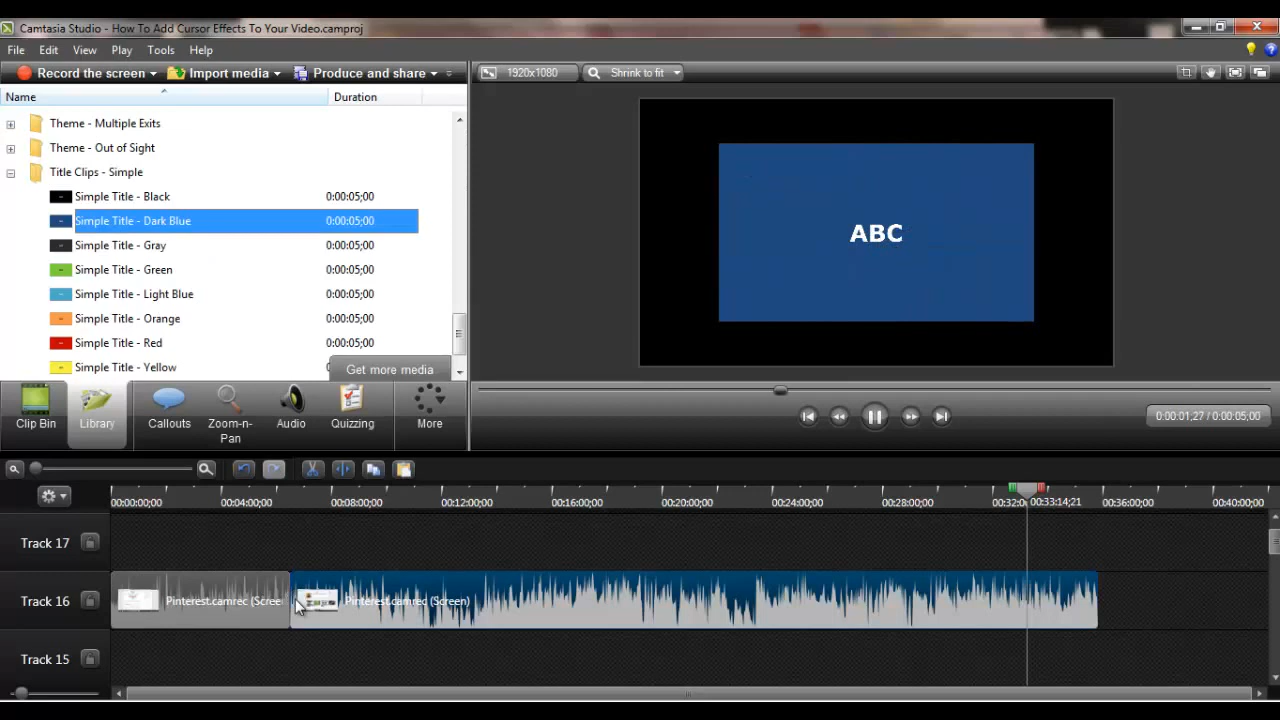 Camtasia Studio - How To Add Cursor Effects To Your Video.camproj
File Edit View Play Tools Help
Record the screen Import media Produce and share
1920x1080 Shrink to fit
Name Duration
Theme - Multiple Exits
Theme - Out of Sight
Title Clips - Simple
Simple Title - Black 0:00:05;00
Simple Title - Dark Blue 0:00:05;00
Simple Title - Gray 0:00:05;00
Simple Title - Green 0:00:05;00
Simple Title - Light Blue 0:00:05;00
Simple Title - Orange 0:00:05;00
Simple Title - Red 0:00:05;00
Simple Title - Yellow
Get more media
ABC
Clip Bin Library Callouts Zoom-n-Pan Audio Quizzing More
0:00:01;27 / 0:00:05;00
00:00:00;00 00:04:00;00 00:08:00;00 00:12:00;00 00:16:00;00 00:20:00;00 00:24:00;00 00:28:00;00 00:32:0 00:33:14;21 00:36:00;00 00:40:00;00
Track 17
Track 16 Pinterest.camrec (Scree Pinterest.camrec (Screen)
Track 15